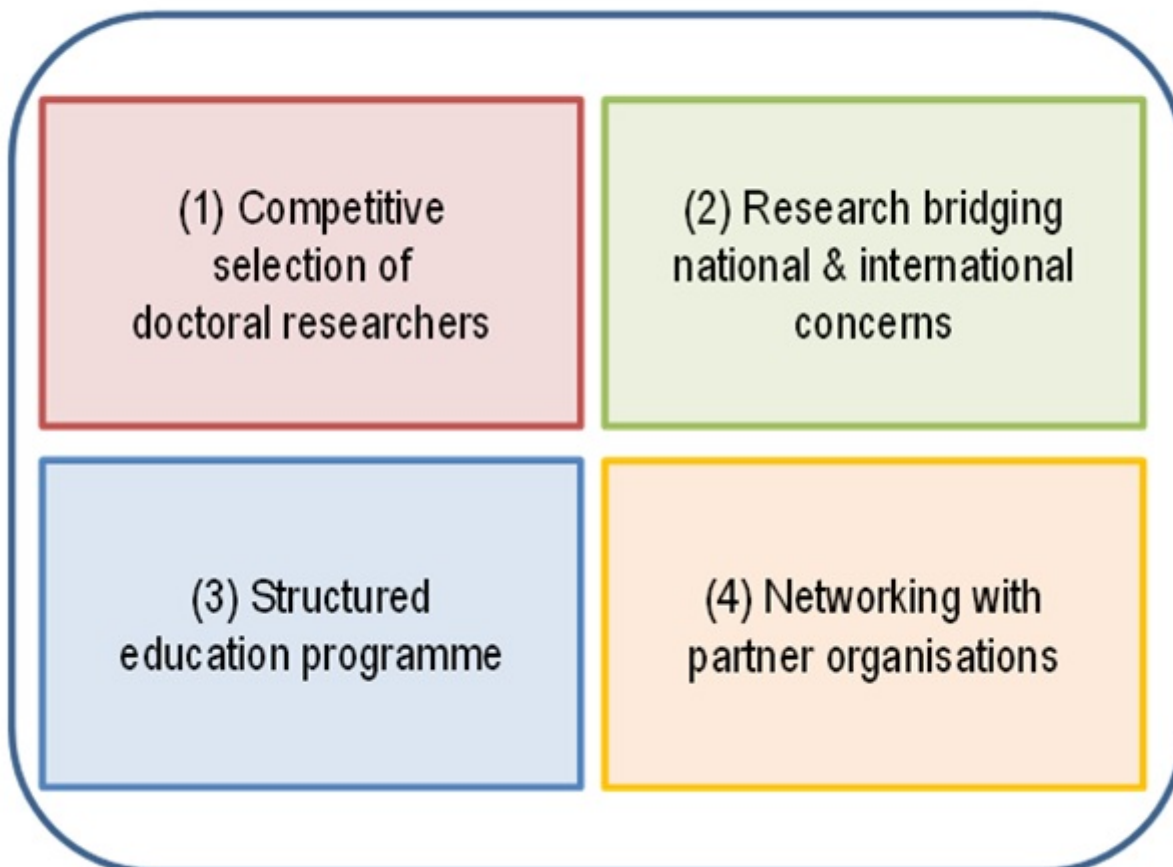 (1) Competitive
selection of
doctoral researchers
(2) Research bridging
national & international
concerns
(3) Structured
education programme
(4) Networking with
partner organisations